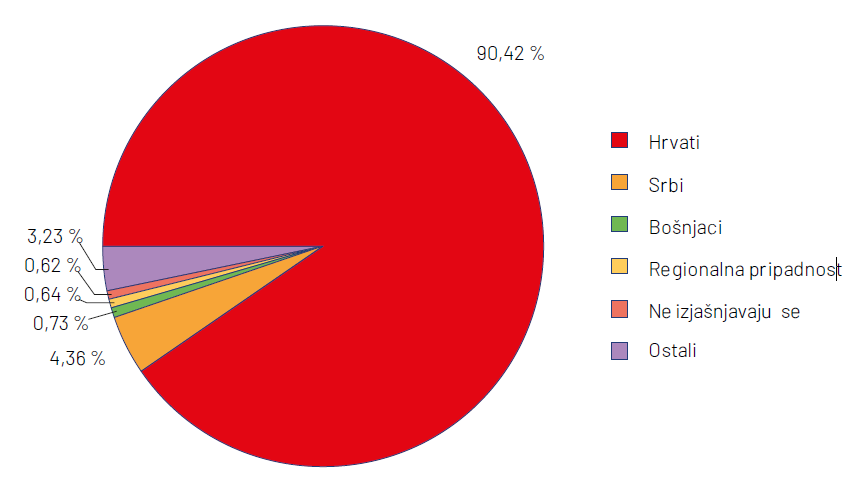 90,42 %
3,23 %
0,62 %
0,64 %
0,73 %
4,36 %
Hrvati
Srbi
Bošnjaci
Regionalna pripadnost
Ne izjašnjavaju se
Ostali